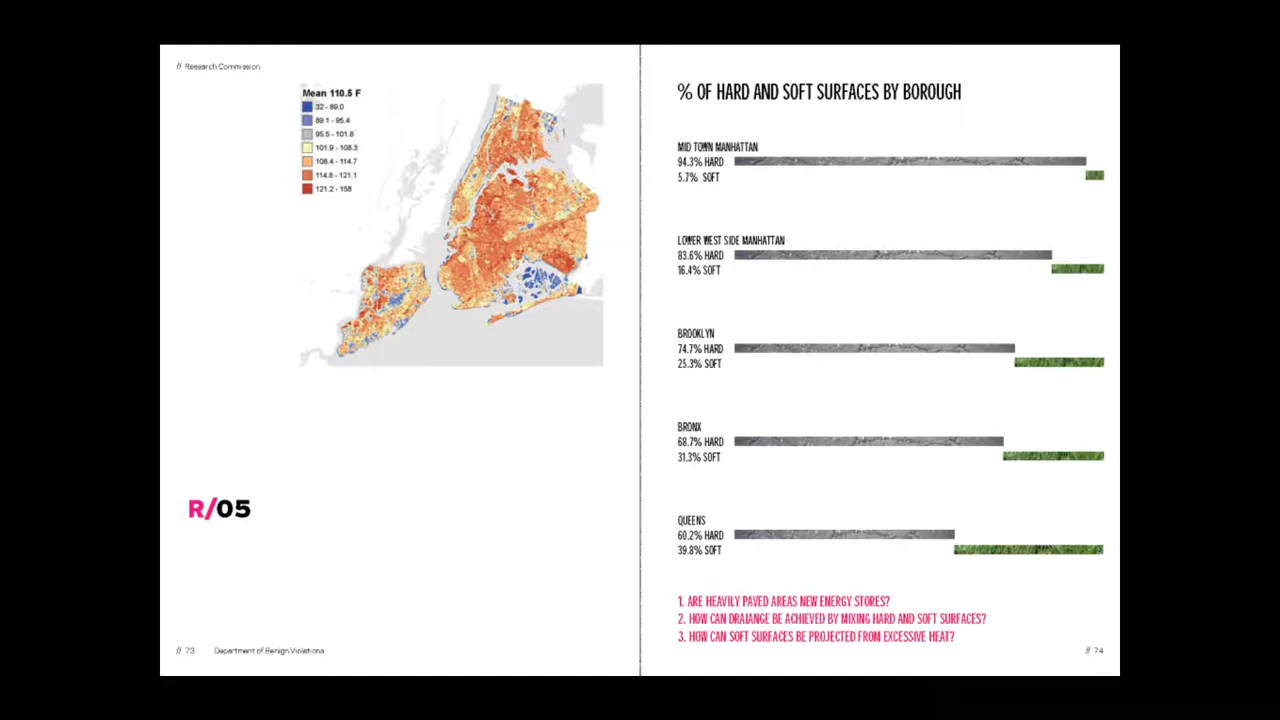 // Research Commission
Mean 110.5 F
32 - 89.0
89.1 - 95.4
95.5 - 101.8
101.9 - 108.3
108.4 - 114.7
114.8 - 121.1
121.2 - 158
R/05
// 73 Department of Benign Violations
% OF HARD AND SOFT SURFACES BY BOROUGH
MID TOWN MANHATTAN
94.3% HARD
5.7% SOFT
LOWER WEST SIDE MANHATTAN
83.6% HARD
16.4% SOFT
BROOKLYN
74.7% HARD
25.3% SOFT
BRONX
68.7% HARD
31.3% SOFT
QUEENS
60.2% HARD
39.8% SOFT
1. ARE HEAVILY PAVED AREAS NEW ENERGY STORES?
2. HOW CAN DRAIANGE BE ACHIEVED BY MIXING HARD AND SOFT SURFACES?
3. HOW CAN SOFT SURFACES BE PROJECTED FROM EXCESSIVE HEAT?
// 74